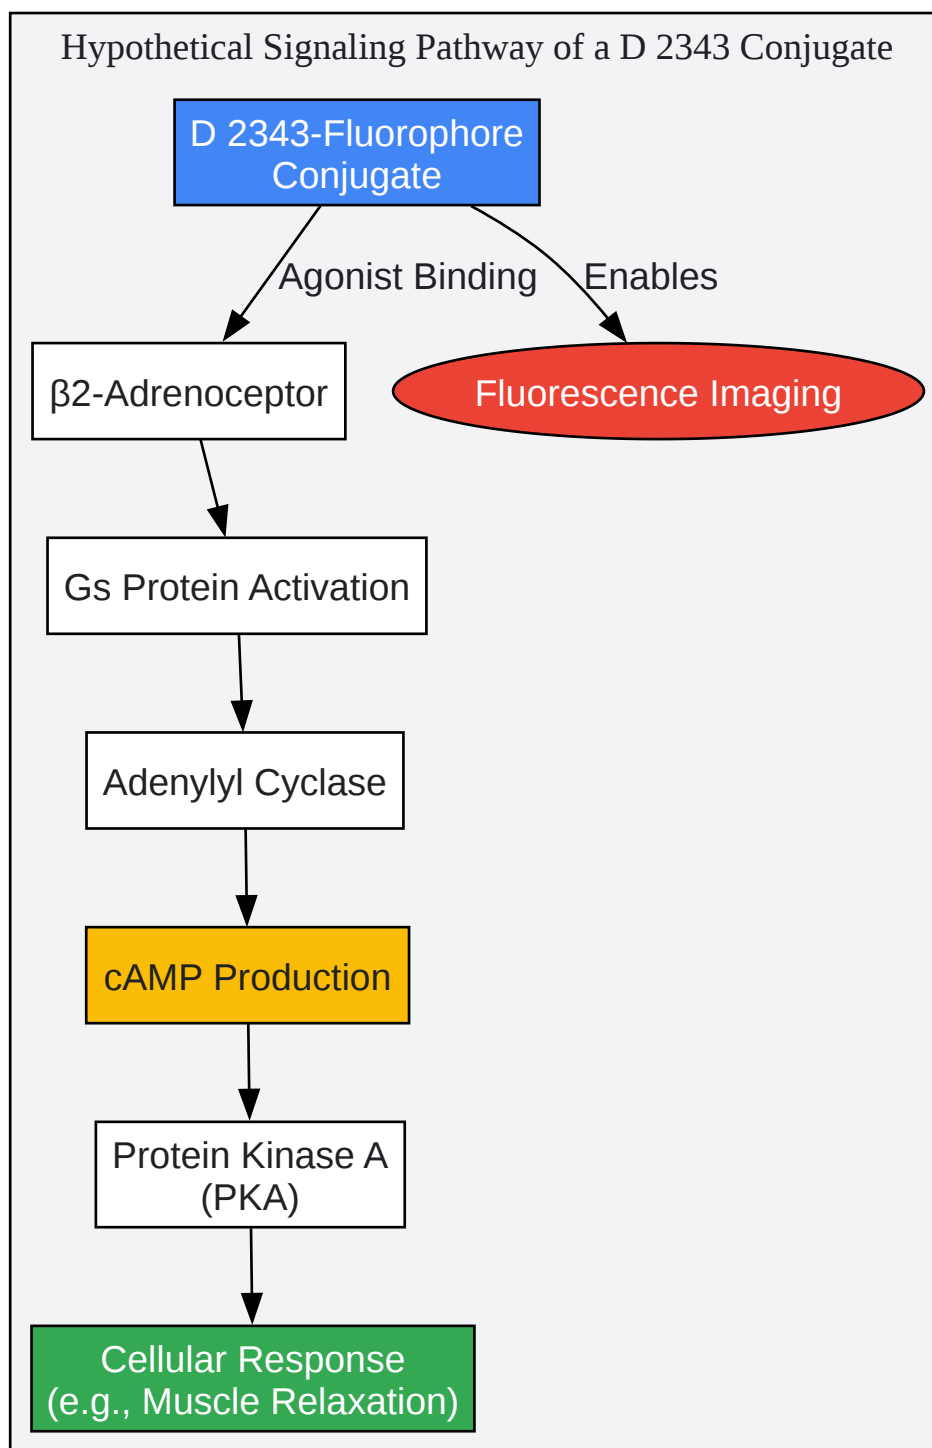 Hypothetical Signaling Pathway of a D 2343 Conjugate
D 2343-Fluorophore
Conjugate
Agonist Binding
Enables
β2-Adrenoceptor
Fluorescence Imaging
Gs Protein Activation
Adenylyl Cyclase
cAMP Production
Protein Kinase A
(PKA)
Cellular Response
(e.g., Muscle Relaxation)